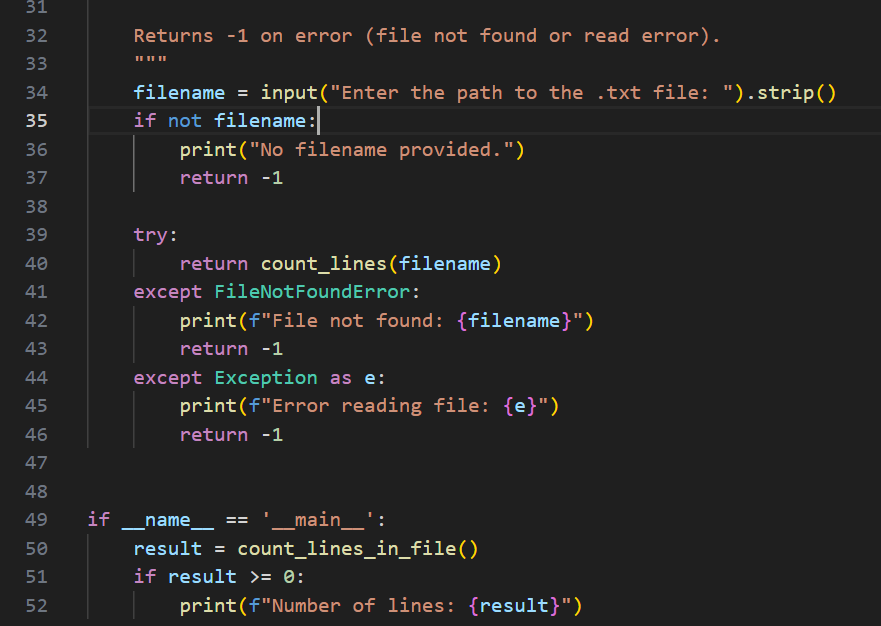 31
32 Returns -1 on error (file not found or read error).
33 """
34 filename = input("Enter the path to the .txt file: ").strip()
35 if not filename:
36 print("No filename provided.")
37 return -1
38
39 try:
40 return count_lines(filename)
41 except FileNotFoundError:
42 print(f"File not found: {filename}")
43 return -1
44 except Exception as e:
45 print(f"Error reading file: {e}")
46 return -1
47
48
49 if __name__ == '__main__':
50 result = count_lines_in_file()
51 if result >= 0:
52 print(f"Number of lines: {result}")